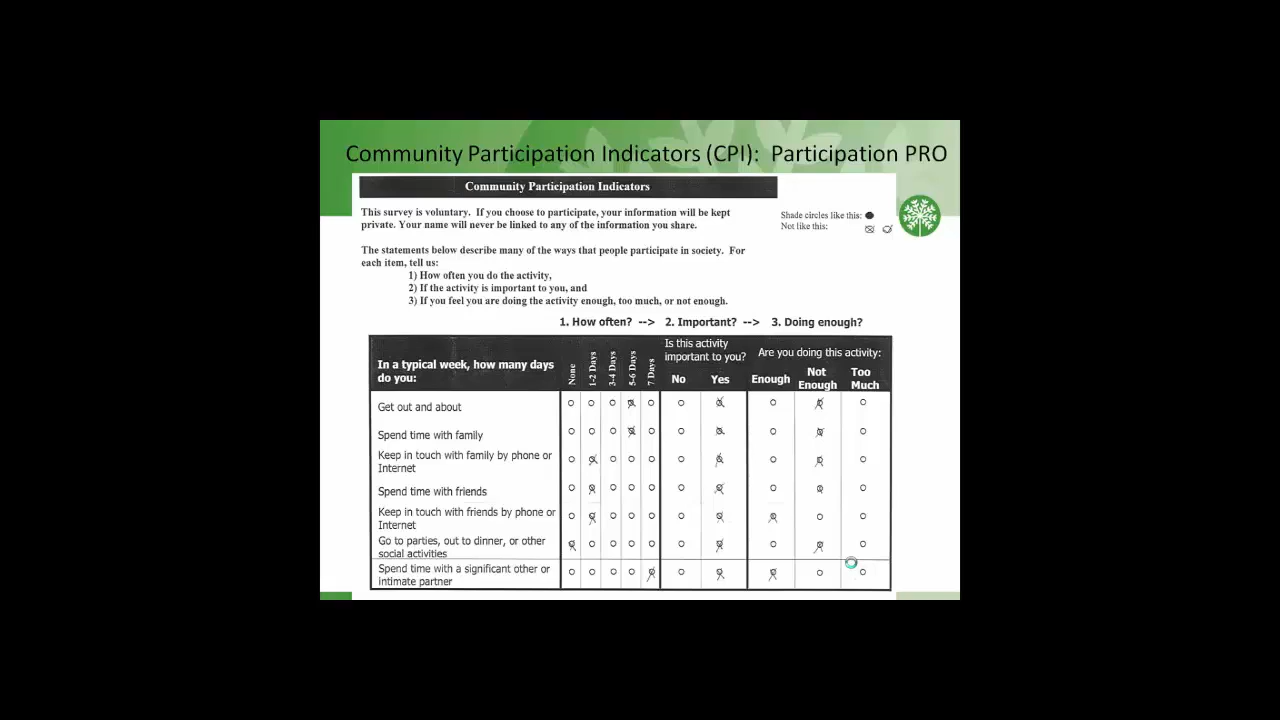 Community Participation Indicators (CPI):  Participation PRO
Community Participation Indicators
This survey is voluntary.  If you choose to participate, your information will be kept
private. Your name will never be linked to any of the information you share.
Shade circles like this:
Not like this:
The statements below describe many of the ways that people participate in society.  For
each item, tell us:
1) How often you do the activity,
2) If the activity is important to you, and
3) If you feel you are doing the activity enough, too much, or not enough.
1. How often?  -->  2. Important?  -->  3. Doing enough?
In a typical week, how many days
do you:
None
1-2 Days
3-4 Days
5-6 Days
7 Days
Is this activity
important to you?
No Yes
Are you doing this activity:
Enough
Not
Enough
Too
Much
Get out and about
Spend time with family
Keep in touch with family by phone or
Internet
Spend time with friends
Keep in touch with friends by phone or
Internet
Go to parties, out to dinner, or other
social activities
Spend time with a significant other or
intimate partner